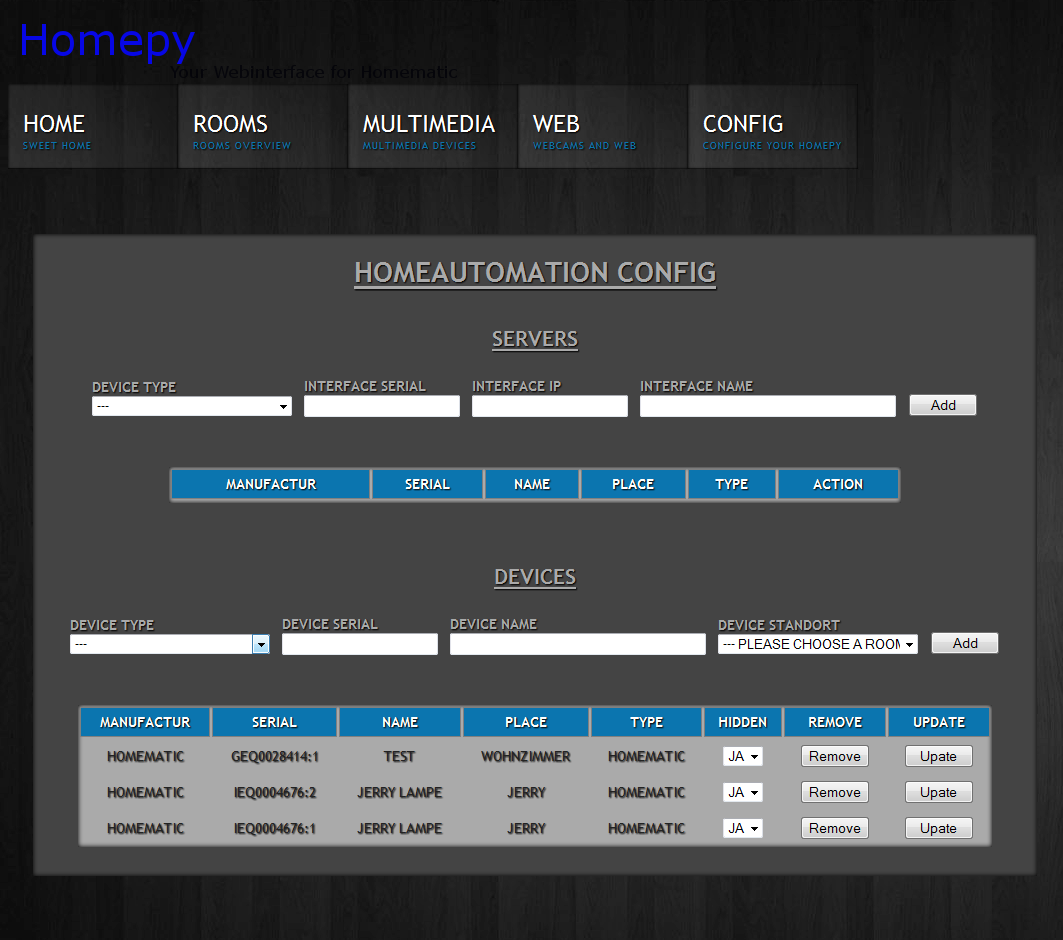 Homepy
Your Webinterface for Homematic
HOME ROOMS MULTIMEDIA WEB CONFIG
SWEET HOME ROOMS OVERVIEW MULTIMEDIA DEVICES WEBCAMS AND WEB CONFIGURE YOUR HOMEPY
HOMEAUTOMATION CONFIG
SERVERS
DEVICE TYPE INTERFACE SERIAL INTERFACE IP INTERFACE NAME
--- Add
MANUFACTUR SERIAL NAME PLACE TYPE ACTION
DEVICES
DEVICE TYPE DEVICE SERIAL DEVICE NAME DEVICE STANDORT
--- --- PLEASE CHOOSE A ROOM Add
MANUFACTUR SERIAL NAME PLACE TYPE HIDDEN REMOVE UPDATE
HOMEMATIC GEQ0028414:1 TEST WOHNZIMMER HOMEMATIC JA Remove Upate
HOMEMATIC IEQ0004676:2 JERRY LAMPE JERRY HOMEMATIC JA Remove Upate
HOMEMATIC IEQ0004676:1 JERRY LAMPE JERRY HOMEMATIC JA Remove Upate